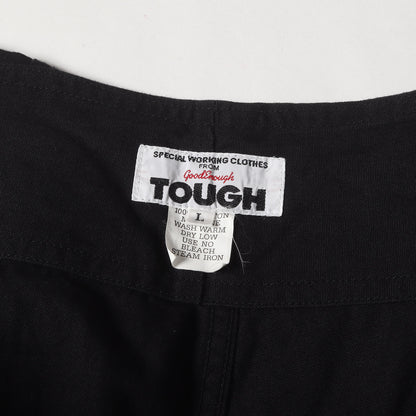 SPECIAL WORKING CLOTHES
FROM
GoodEnough
TOUGH
L
WASH WARM
DRY LOW
USE NO
BLEACH
STEAM IRON